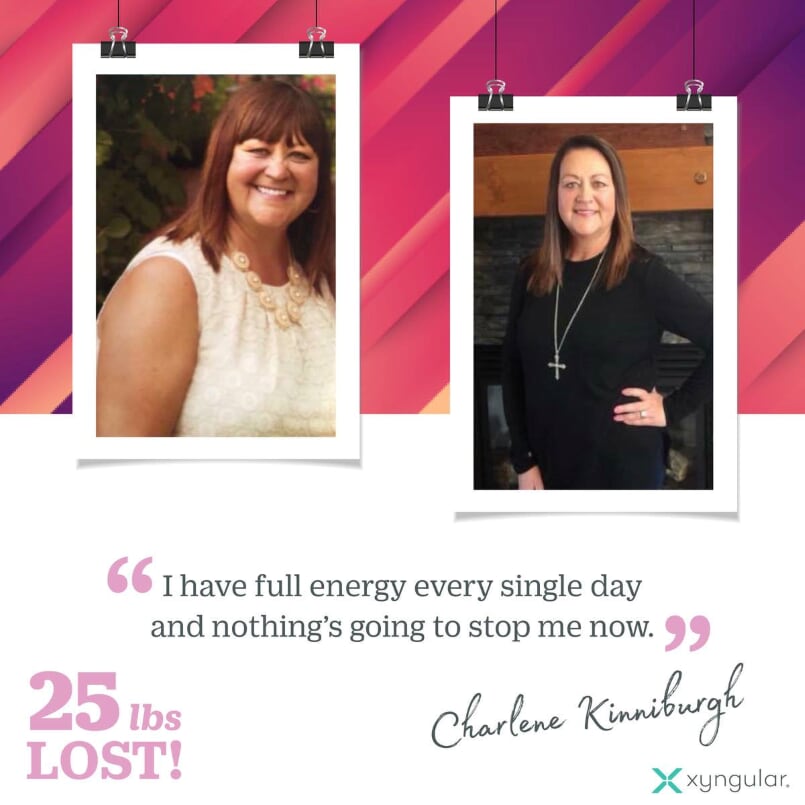 “ I have full energy every single day
and nothing’s going to stop me now. ”
25 lbs
LOST!
Charlene Kinniburgh
xyngular®